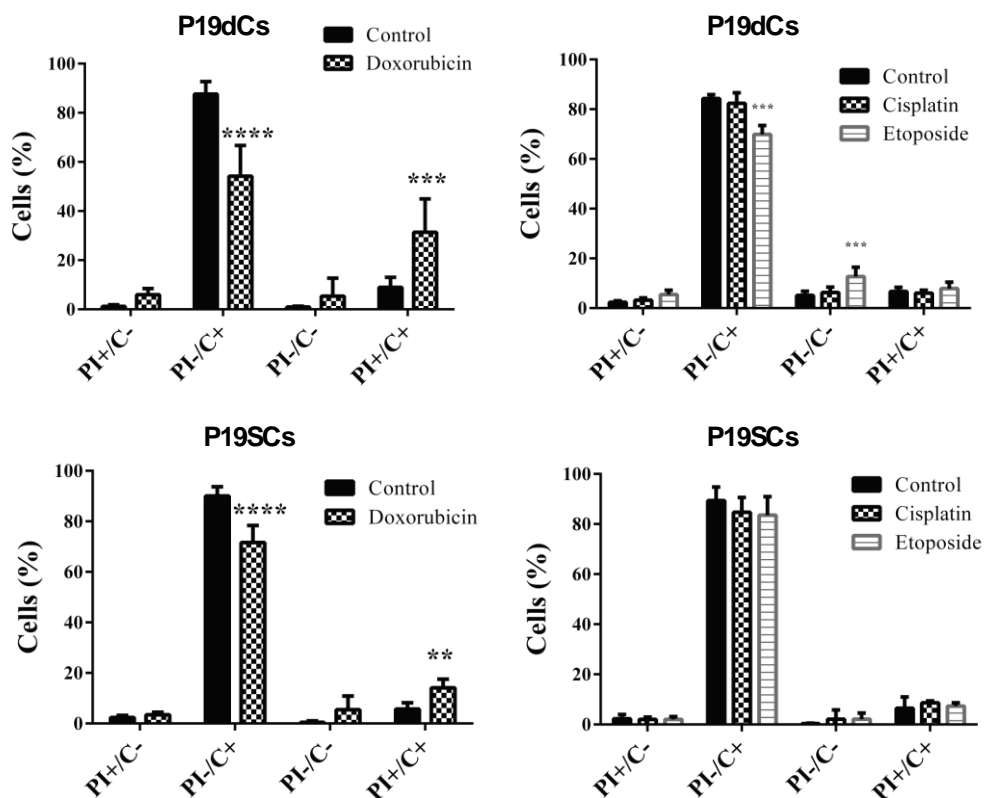 P19dCs
Control
Doxorubicin
Cells (%)
100
80
60
40
20
0
****
***
PI+/C-
PI-/C+
PI-/C-
PI+/C+
P19dCs
Control
Cisplatin
Etoposide
Cells (%)
100
80
60
40
20
0
***
***
PI+/C-
PI-/C+
PI-/C-
PI+/C+
P19SCs
Control
Doxorubicin
Cells (%)
100
80
60
40
20
0
****
**
PI+/C-
PI-/C+
PI-/C-
PI+/C+
P19SCs
Control
Cisplatin
Etoposide
Cells (%)
100
80
60
40
20
0
PI+/C-
PI-/C+
PI-/C-
PI+/C+